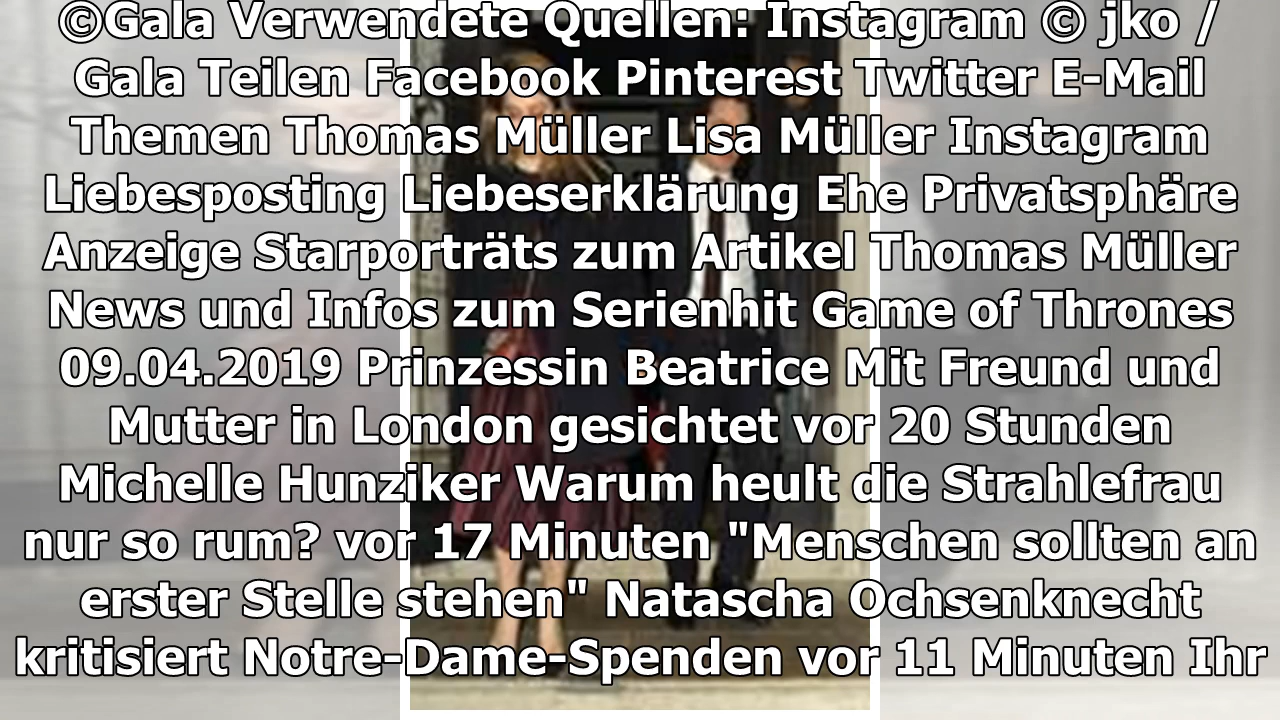 ©Gala Verwendete Quellen: Instagram © jko /
Gala Teilen Facebook Pinterest Twitter E-Mail
Themen Thomas Müller Lisa Müller Instagram
Liebesposting Liebeserklärung Ehe Privatsphäre
Anzeige Starporträts zum Artikel Thomas Müller
News und Infos zum Serienhit Game of Thrones
09.04.2019 Prinzessin Beatrice Mit Freund und
Mutter in London gesichtet vor 20 Stunden
Michelle Hunziker Warum heult die Strahlefrau
nur so rum? vor 17 Minuten "Menschen sollten an
erster Stelle stehen" Natascha Ochsenknecht
kritisiert Notre-Dame-Spenden vor 11 Minuten Ihr